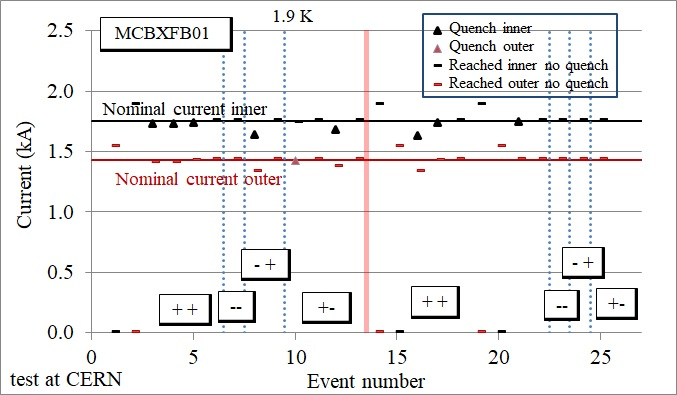 1.9 K
MCBXFB01
Quench inner
Quench outer
Reached inner no quench
Reached outer no quench
Nominal current inner
Nominal current outer
Current (kA)
2.5
2.0
1.5
1.0
0.5
0.0
- +
- +
+ +
--
+-
+ +
--
+-
0
5
10
15
20
25
test at CERN
Event number